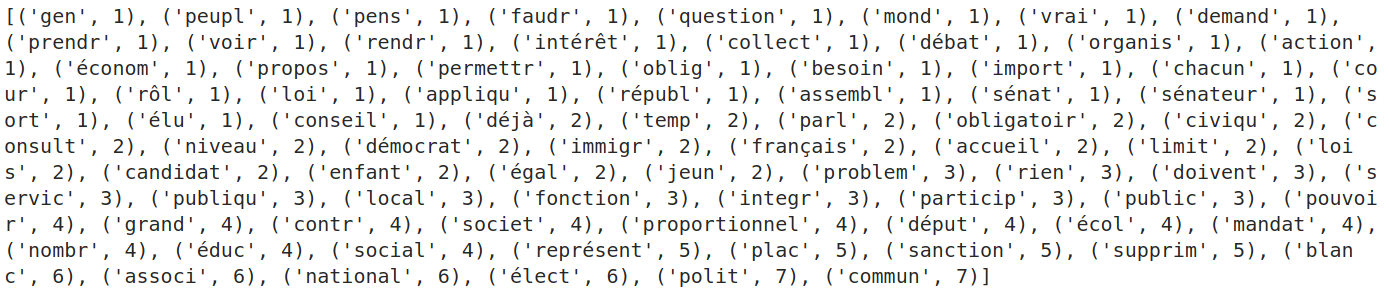 [('gen', 1), ('peupl', 1), ('pens', 1), ('faudr', 1), ('question', 1), ('mond', 1), ('vrai', 1), ('demand', 1),
('prendr', 1), ('voir', 1), ('rendr', 1), ('intérêt', 1), ('collect', 1), ('débat', 1), ('organis', 1), ('action',
1), ('économ', 1), ('propos', 1), ('permettr', 1), ('oblig', 1), ('besoin', 1), ('import', 1), ('chacun', 1), ('co
ur', 1), ('rôl', 1), ('loi', 1), ('appliqu', 1), ('républ', 1), ('assembl', 1), ('sénat', 1), ('sénateur', 1), ('s
ort', 1), ('élu', 1), ('conseil', 1), ('déjà', 2), ('temp', 2), ('parl', 2), ('obligatoir', 2), ('civiqu', 2), ('c
onsult', 2), ('niveau', 2), ('démocrat', 2), ('immigr', 2), ('français', 2), ('accueil', 2), ('limit', 2), ('loi
s', 2), ('candidat', 2), ('enfant', 2), ('égal', 2), ('jeun', 2), ('problem', 3), ('rien', 3), ('doivent', 3), ('s
ervic', 3), ('publiqu', 3), ('local', 3), ('fonction', 3), ('integr', 3), ('particip', 3), ('public', 3), ('pouvoi
r', 4), ('grand', 4), ('contr', 4), ('societ', 4), ('proportionnel', 4), ('déput', 4), ('écol', 4), ('mandat', 4),
('nombr', 4), ('éduc', 4), ('social', 4), ('représent', 5), ('plac', 5), ('sanction', 5), ('supprim', 5), ('blan
c', 6), ('associ', 6), ('national', 6), ('élect', 6), ('polit', 7), ('commun', 7)]